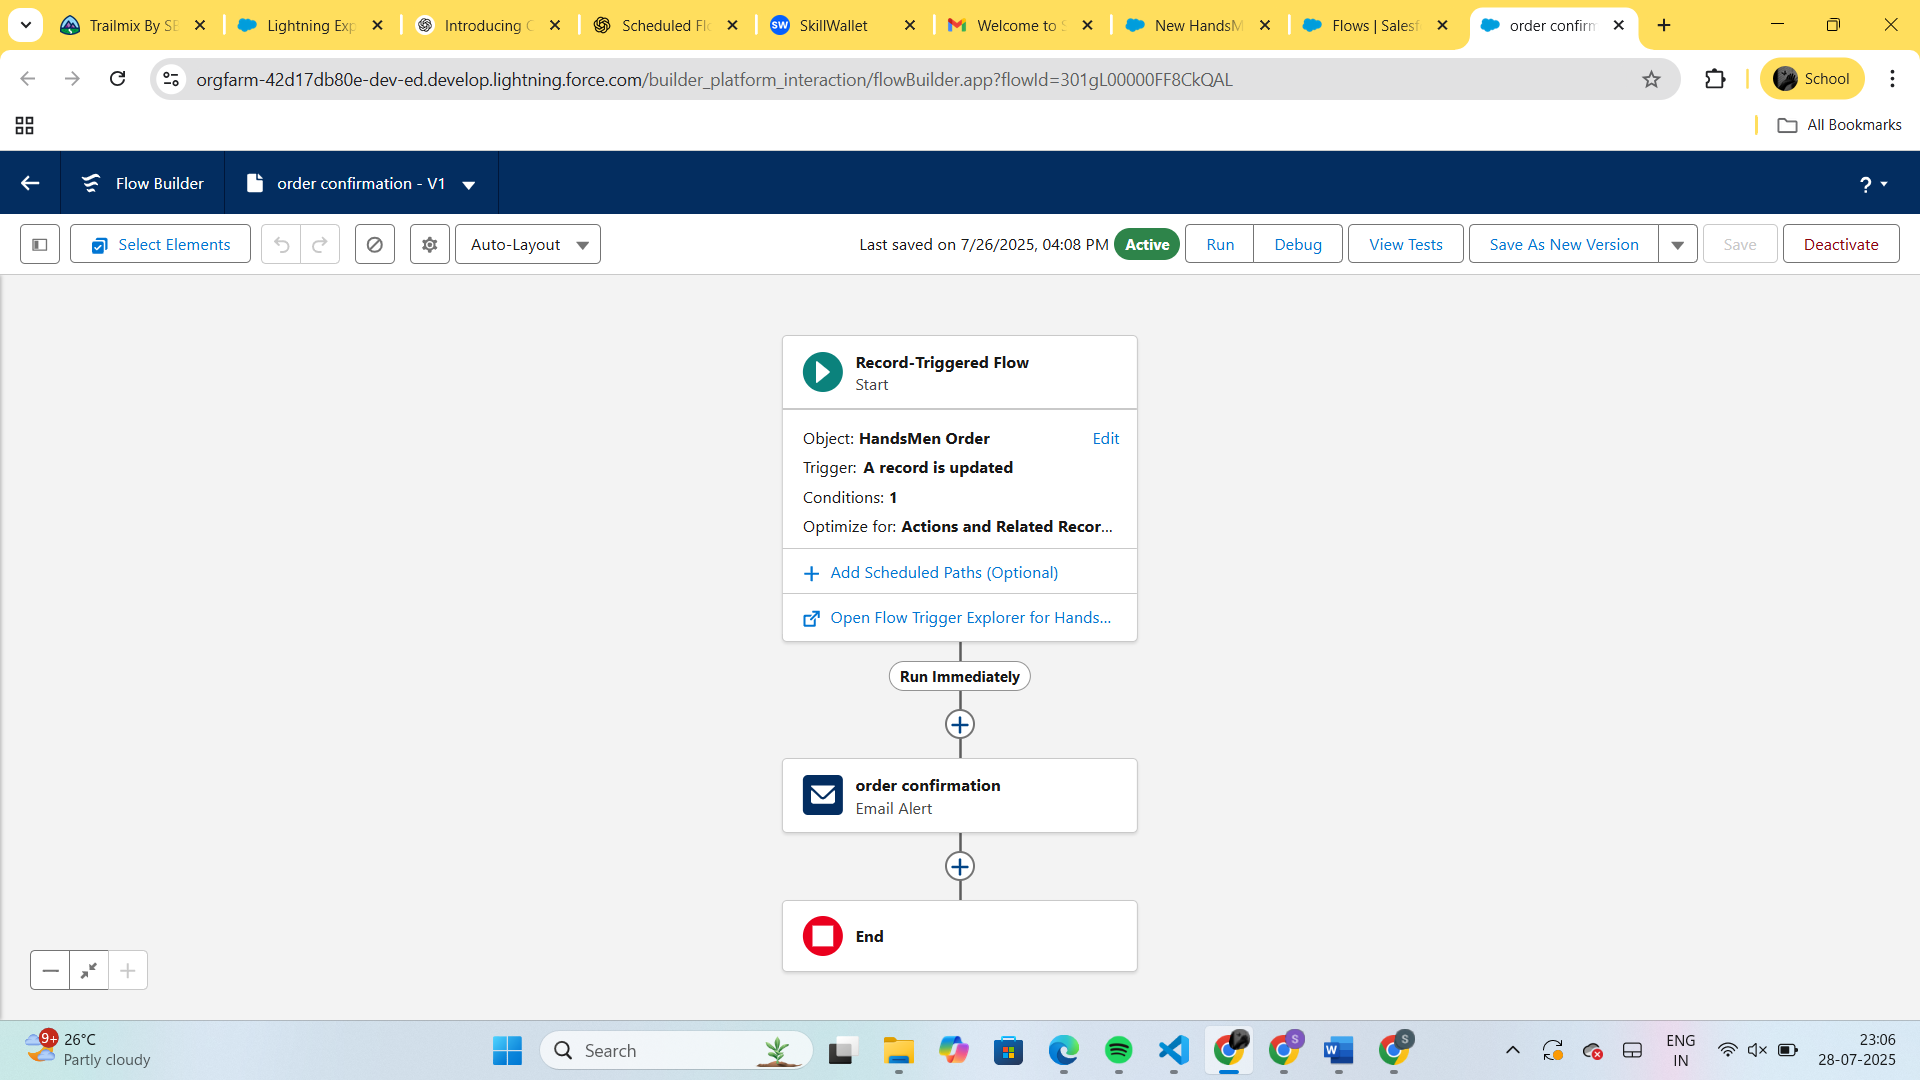 Trailmix By SE
Lightning Exp
Introducing C
Scheduled Flo
SkillWallet
Welcome to S
New HandsM
Flows | Salesf
order confirm
orgfarm-42d17db80e-dev-ed.develop.lightning.force.com/builder_platform_interaction/flowBuilder.app?flowId=301gL00000FF8CkQAL
School
All Bookmarks
Flow Builder
order confirmation - V1
?
Select Elements
Auto-Layout
Last saved on 7/26/2025, 04:08 PM
Active
Run
Debug
View Tests
Save As New Version
Save
Deactivate
Record-Triggered Flow
Start
Object: HandsMen Order
Edit
Trigger: A record is updated
Conditions: 1
Optimize for: Actions and Related Recor...
Add Scheduled Paths (Optional)
Open Flow Trigger Explorer for Hands...
Run Immediately
order confirmation
Email Alert
End
9+
26°C
Partly cloudy
Search
S
S
ENG
IN
23:06
28-07-2025